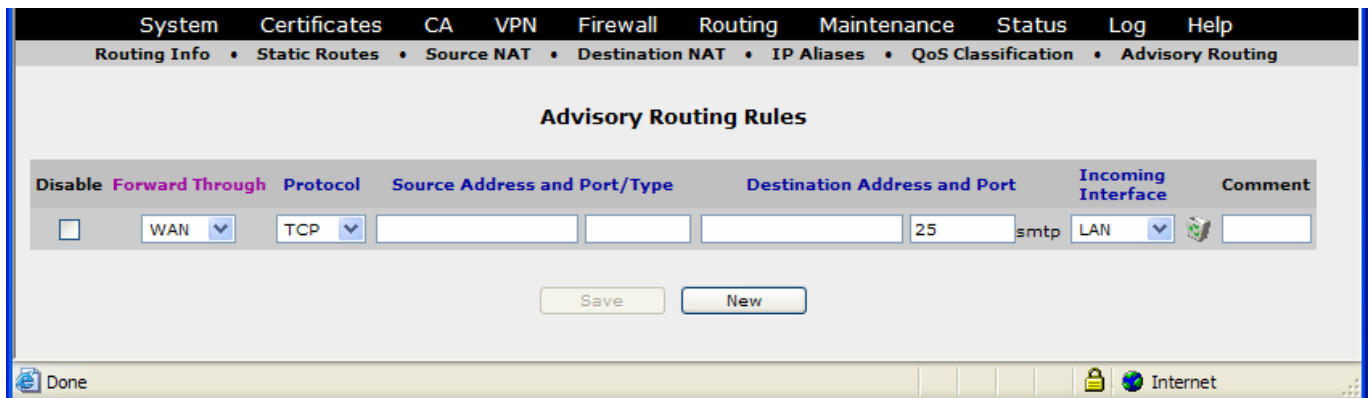 System Certificates CA VPN Firewall Routing Maintenance Status Log Help
Routing Info • Static Routes • Source NAT • Destination NAT • IP Aliases • QoS Classification • Advisory Routing
Advisory Routing Rules
Disable Forward Through Protocol Source Address and Port/Type Destination Address and Port Incoming Interface Comment
WAN TCP 25 smtp LAN
Save New
Done Internet